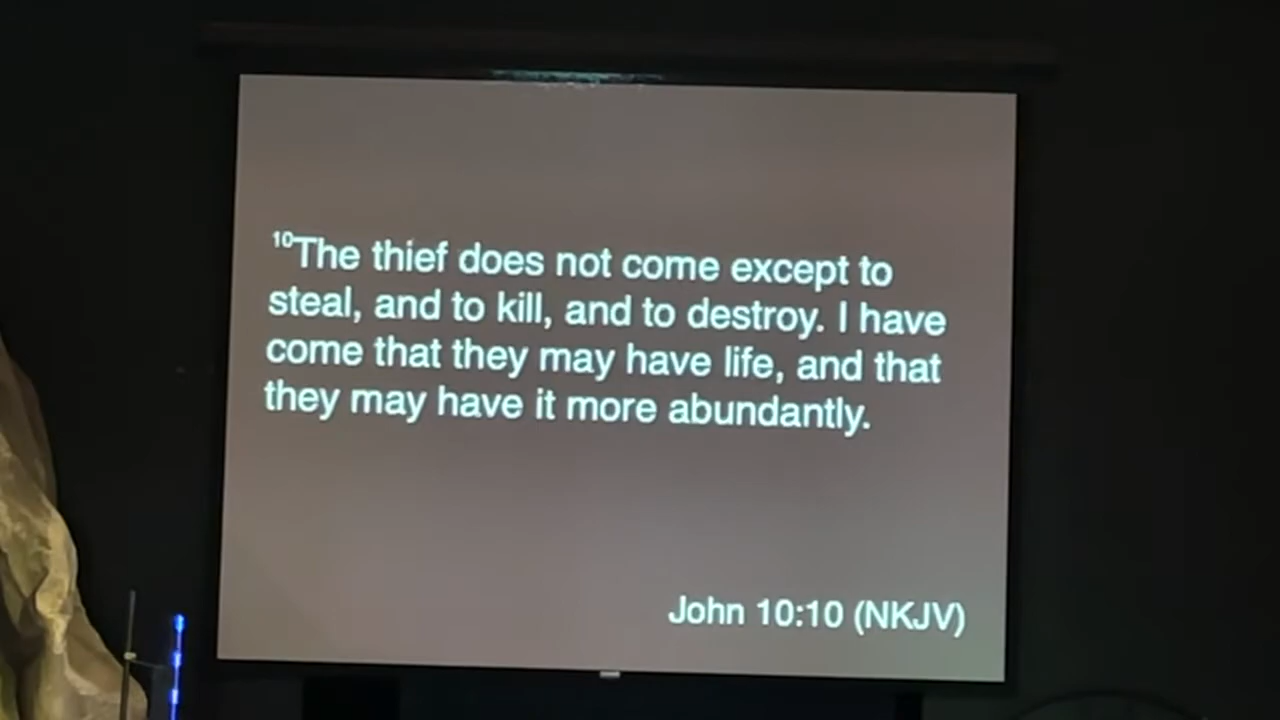 10The thief does not come except to
steal, and to kill, and to destroy. I have
come that they may have life, and that
they may have it more abundantly.
John 10:10 (NKJV)